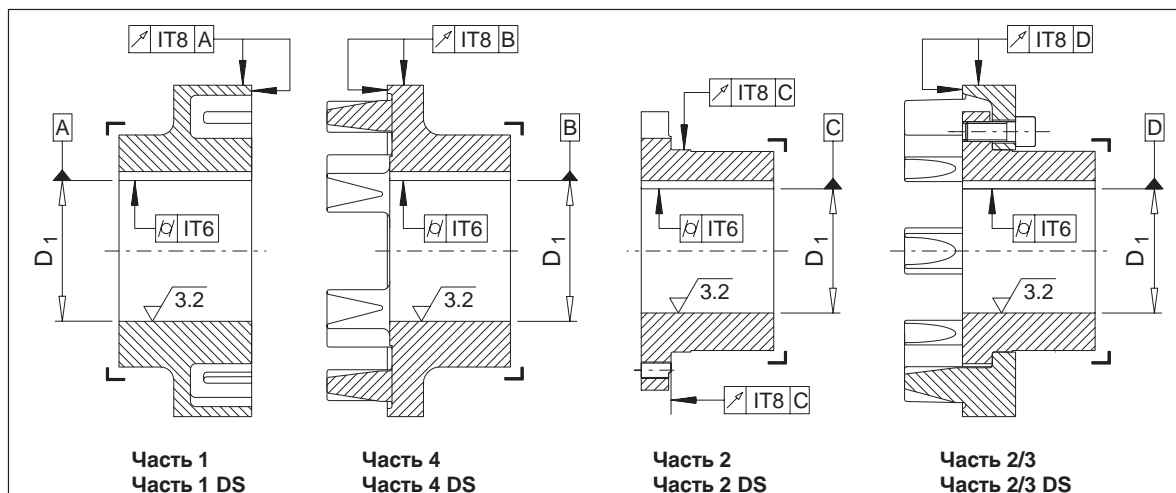 ↗ IT8 A
↗ IT8 B
↗ IT8 C
↗ IT8 D
A
B
C
D
⌭ IT6
⌭ IT6
⌭ IT6
⌭ IT6
D1
D1
D1
D1
3.2
3.2
3.2
3.2
↗ IT8 C
Часть 1
Часть 1 DS
Часть 4
Часть 4 DS
Часть 2
Часть 2 DS
Часть 2/3
Часть 2/3 DS